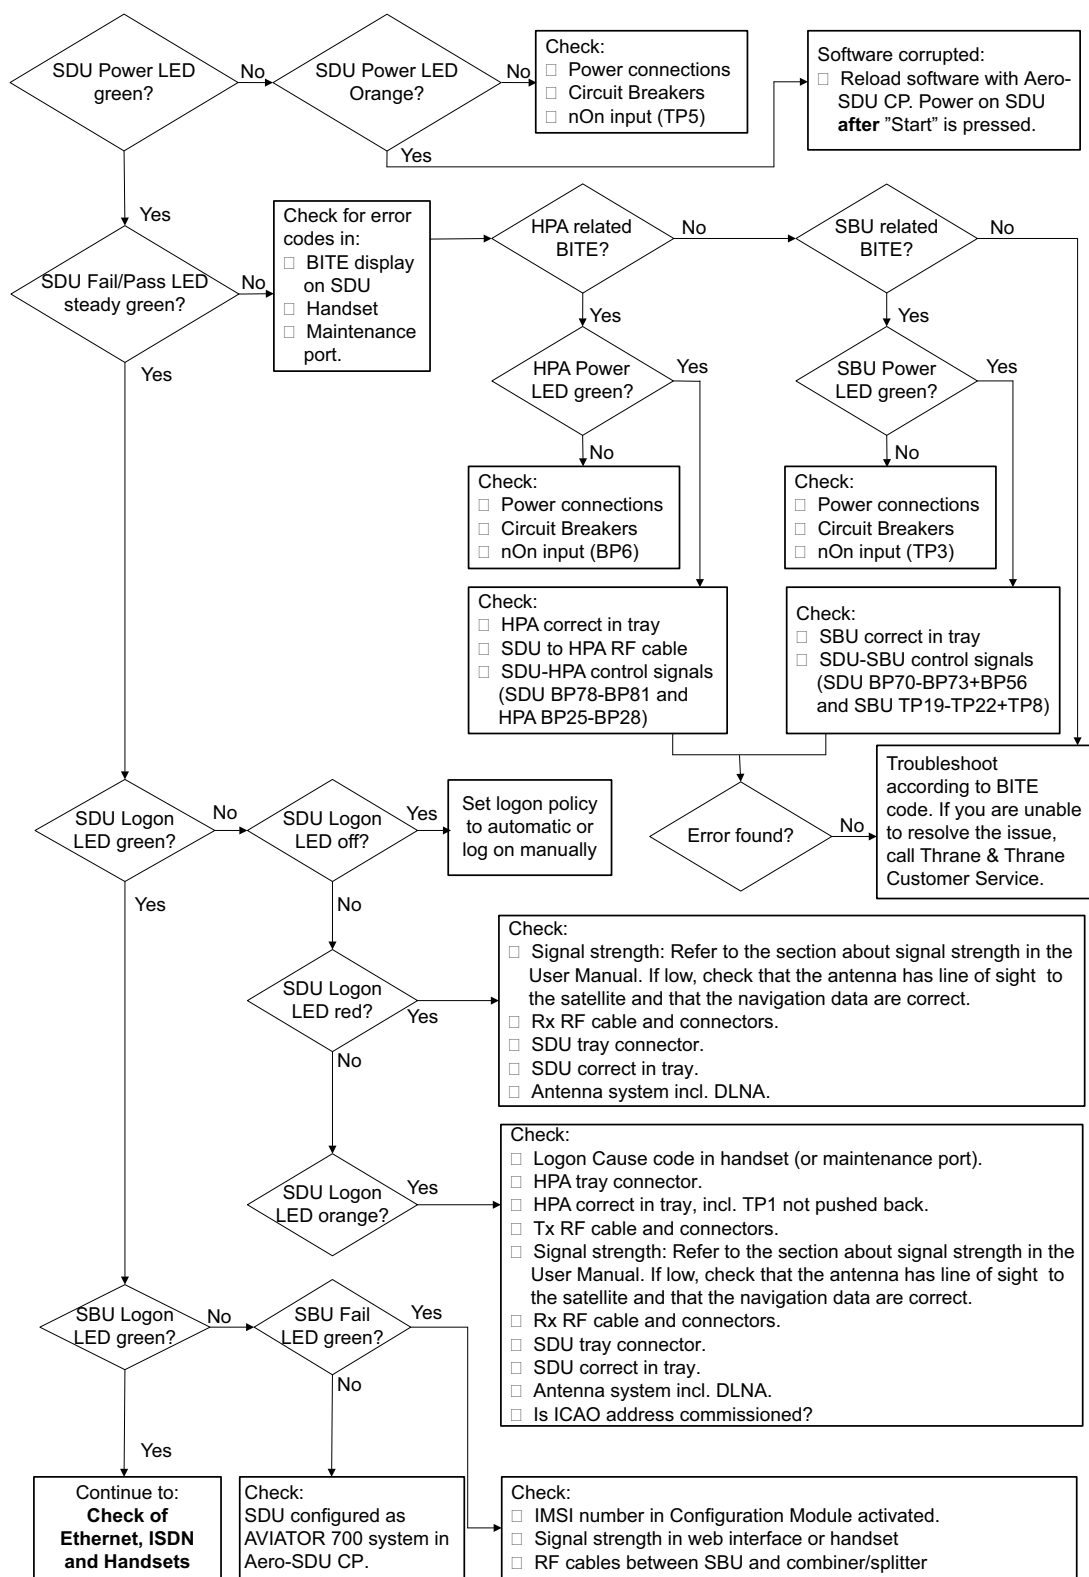 SDU Power LED
green?
No
SDU Power LED
Orange?
No
Yes
Check:
□ Power connections
□ Circuit Breakers
□ nOn input (TP5)
Software corrupted:
□ Reload software with Aero-
SDU CP. Power on SDU
after ”Start” is pressed.
Yes
SDU Fail/Pass LED
steady green?
No
Yes
Check for error
codes in:
□ BITE display
on SDU
□ Handset
□ Maintenance
port.
HPA related
BITE?
No
Yes
SBU related
BITE?
No
Yes
HPA Power
LED green?
Yes
No
SBU Power
LED green?
Yes
No
Check:
□ Power connections
□ Circuit Breakers
□ nOn input (BP6)
Check:
□ Power connections
□ Circuit Breakers
□ nOn input (TP3)
Check:
□ HPA correct in tray
□ SDU to HPA RF cable
□ SDU-HPA control signals
(SDU BP78-BP81 and
HPA BP25-BP28)
Check:
□ SBU correct in tray
□ SDU-SBU control signals
(SDU BP70-BP73+BP56
and SBU TP19-TP22+TP8)
Error found?
No
Troubleshoot
according to BITE
code. If you are unable
to resolve the issue,
call Thrane & Thrane
Customer Service.
SDU Logon
LED green?
No
Yes
SDU Logon
LED off?
Yes
No
Set logon policy
to automatic or
log on manually
SDU Logon
LED red?
Yes
No
Check:
□ Signal strength: Refer to the section about signal strength in the
User Manual. If low, check that the antenna has line of sight to
the satellite and that the navigation data are correct.
□ Rx RF cable and connectors.
□ SDU tray connector.
□ SDU correct in tray.
□ Antenna system incl. DLNA.
SDU Logon
LED orange?
Yes
Check:
□ Logon Cause code in handset (or maintenance port).
□ HPA tray connector.
□ HPA correct in tray, incl. TP1 not pushed back.
□ Tx RF cable and connectors.
□ Signal strength: Refer to the section about signal strength in the
User Manual. If low, check that the antenna has line of sight to
the satellite and that the navigation data are correct.
□ Rx RF cable and connectors.
□ SDU tray connector.
□ SDU correct in tray.
□ Antenna system incl. DLNA.
□ Is ICAO address commissioned?
SBU Logon
LED green?
No
Yes
SBU Fail
LED green?
Yes
No
Continue to:
Check of
Ethernet, ISDN
and Handsets
Check:
SDU configured as
AVIATOR 700 system in
Aero-SDU CP.
Check:
□ IMSI number in Configuration Module activated.
□ Signal strength in web interface or handset
□ RF cables between SBU and combiner/splitter